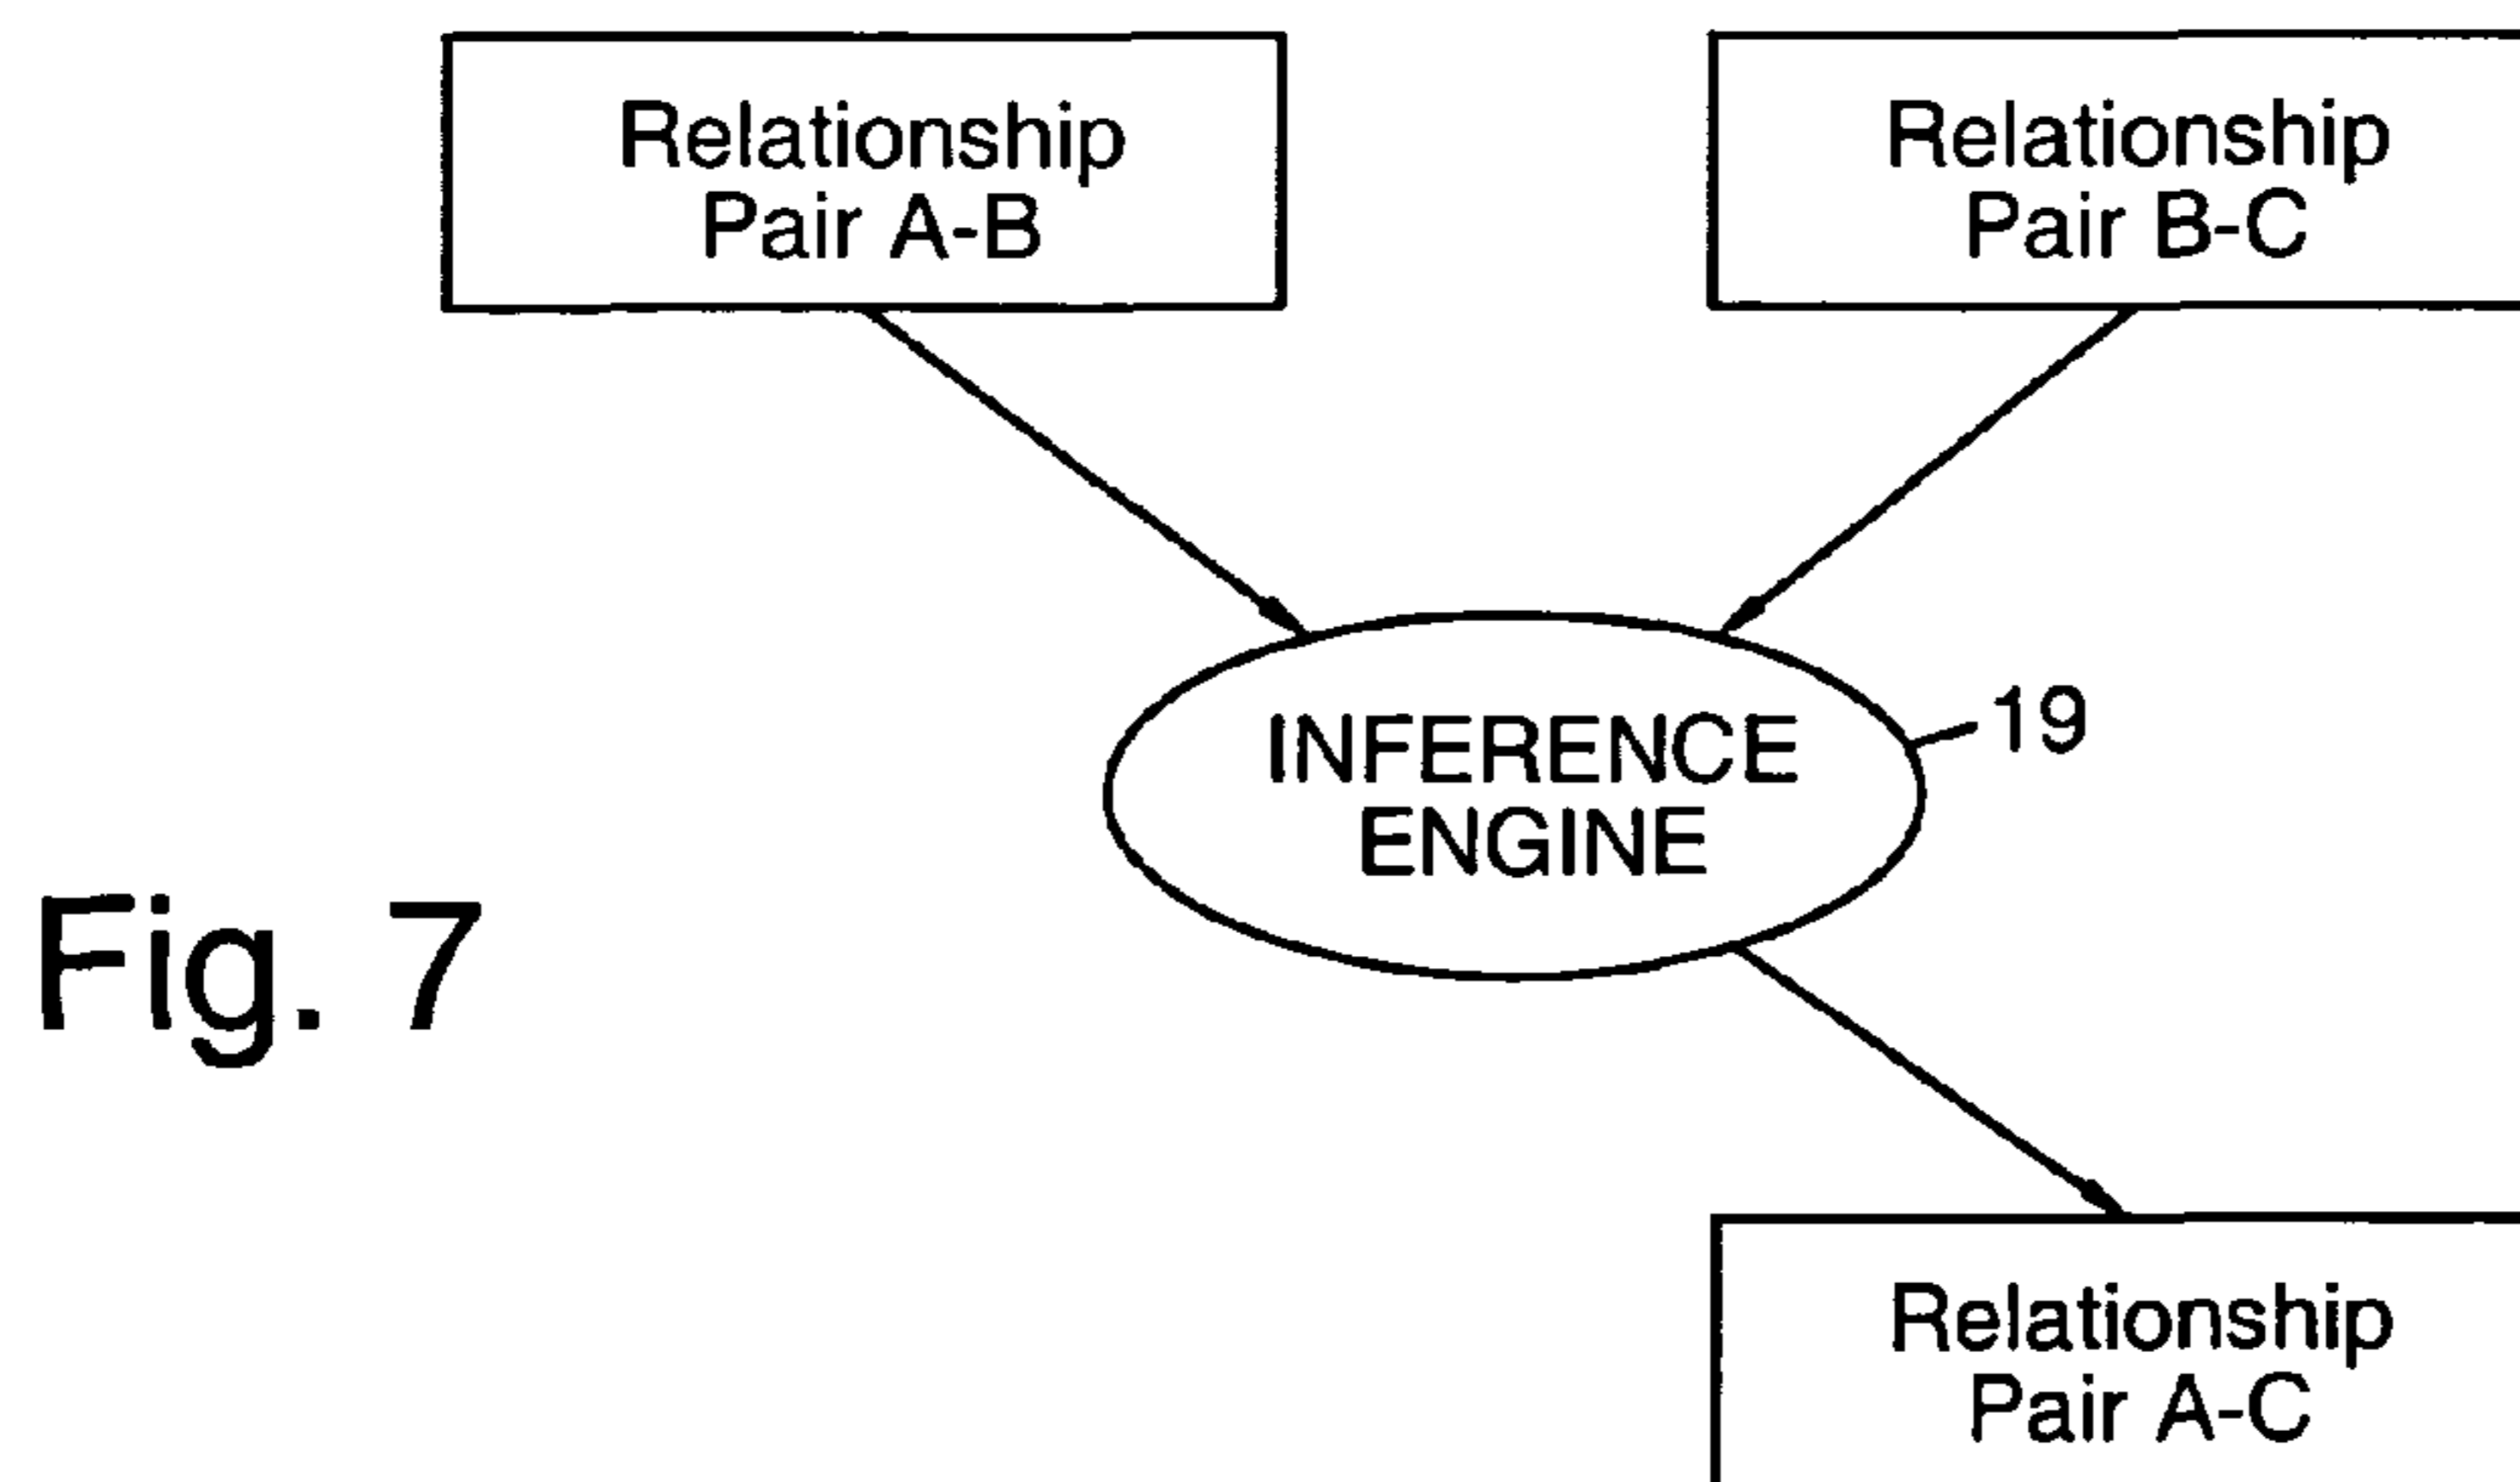 Relationship
Pair A-B
Relationship
Pair B-C
INFERENCE
ENGINE
19
Fig. 7
Relationship
Pair A-C